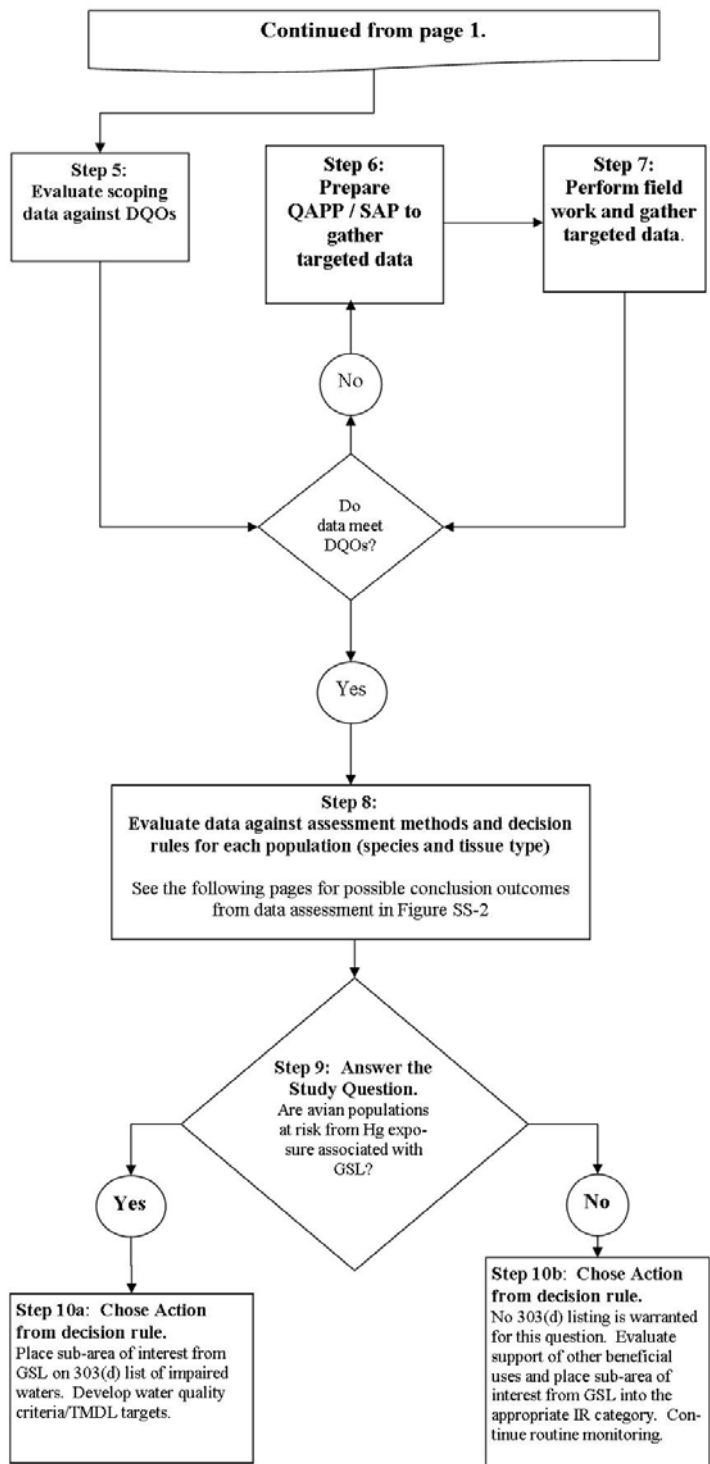 Continued from page 1.
Step 5:
Evaluate scoping
data against DQOs
Step 6:
Prepare
QAPP / SAP to
gather
targeted data
Step 7:
Perform field
work and gather
targeted data.
No
Do
data meet
DQOs?
Yes
Step 8:
Evaluate data against assessment methods and decision
rules for each population (species and tissue type)
See the following pages for possible conclusion outcomes
from data assessment in Figure SS-2
Step 9: Answer the
Study Question.
Are avian populations
at risk from Hg expo-
sure associated with
GSL?
Yes
No
Step 10a: Chose Action
from decision rule.
Place sub-area of interest
from GSL on 303(d) list of impaired
waters. Develop water quality
criteria/TMDL targets.
Step 10b: Chose Action
from decision rule.
No 303(d) listing is warranted
for this question. Evaluate
support of other beneficial
uses and place sub-area of
interest from GSL into the
appropriate IR category. Con-
tinue routine monitoring.